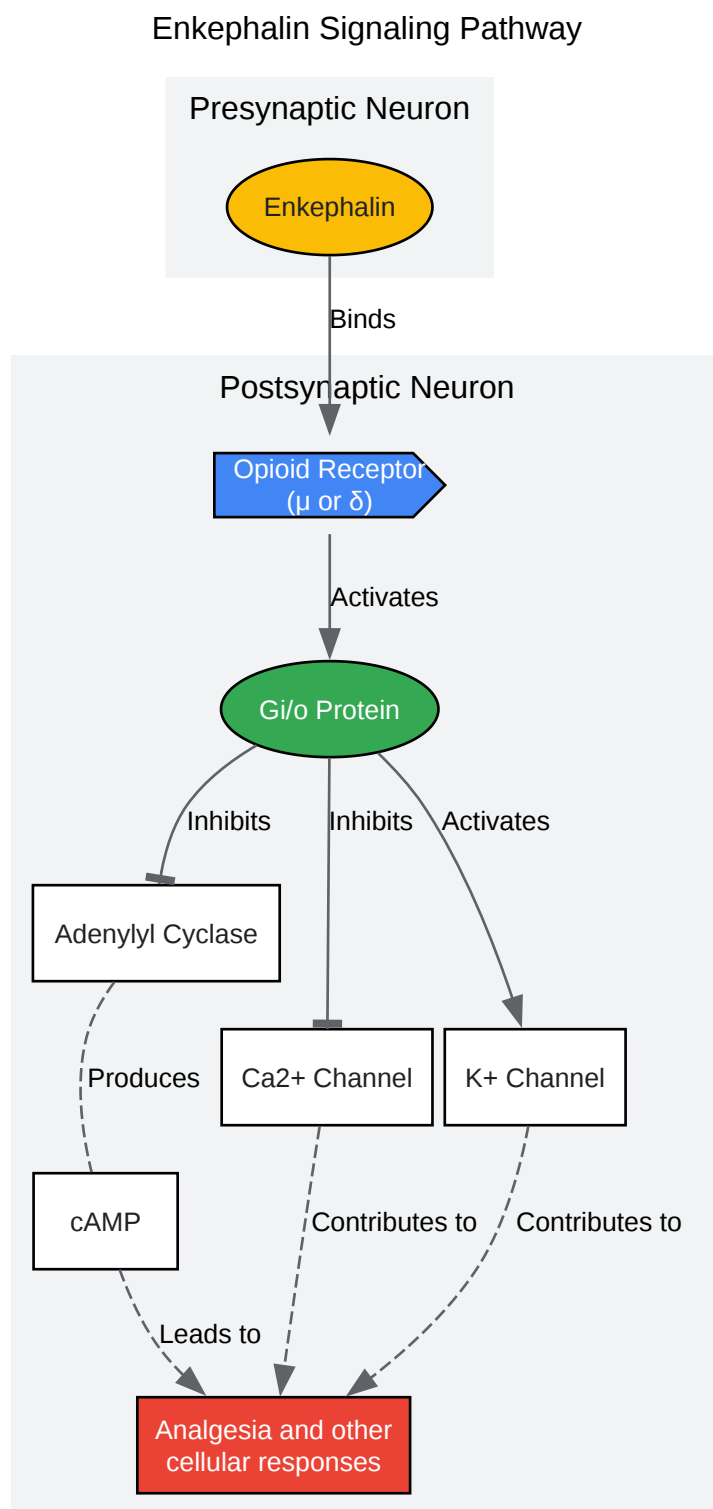 Enkephalin Signaling Pathway
Presynaptic Neuron
Enkephalin
Binds
Postsynaptic Neuron
Opioid Receptor
(μ or δ)
Activates
Gi/o Protein
Inhibits
Inhibits
Activates
Adenylyl Cyclase
Produces
Ca2+ Channel
K+ Channel
cAMP
Contributes to
Contributes to
Leads to
Analgesia and other
cellular responses